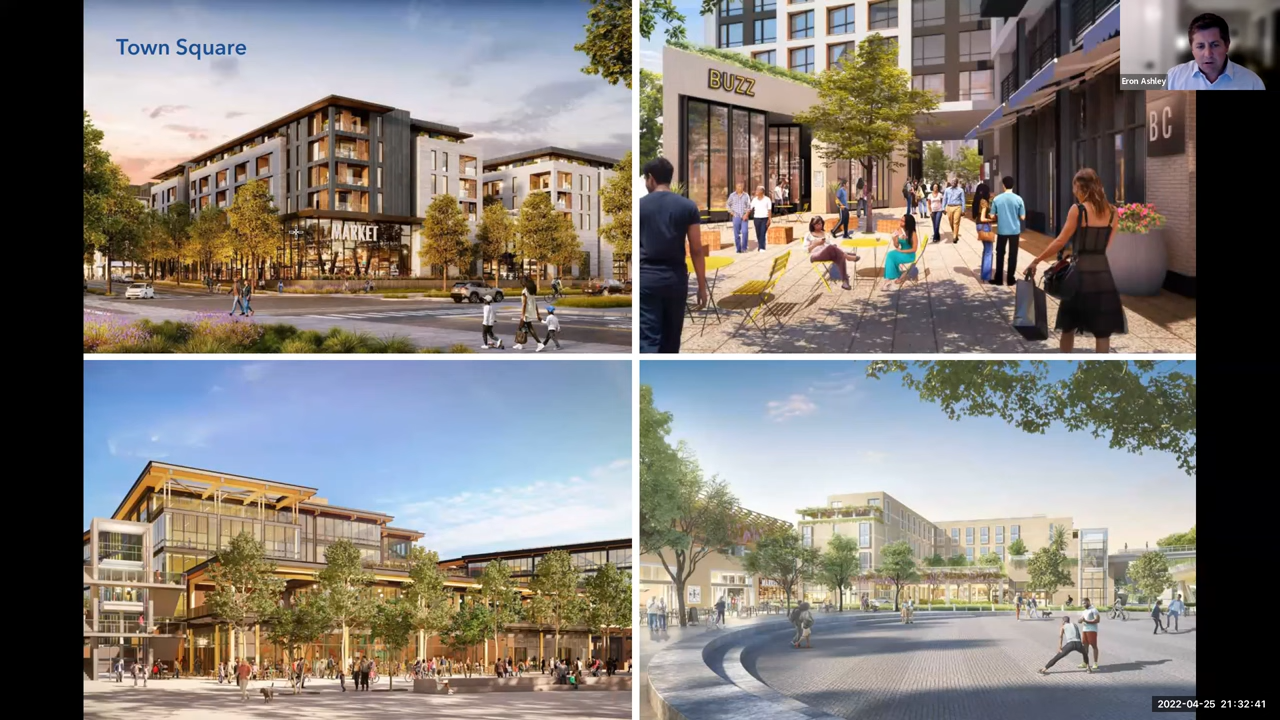 Town Square
MARKET
BUZZ
Eron Ashley
BC
2022-04-25 21:32:41